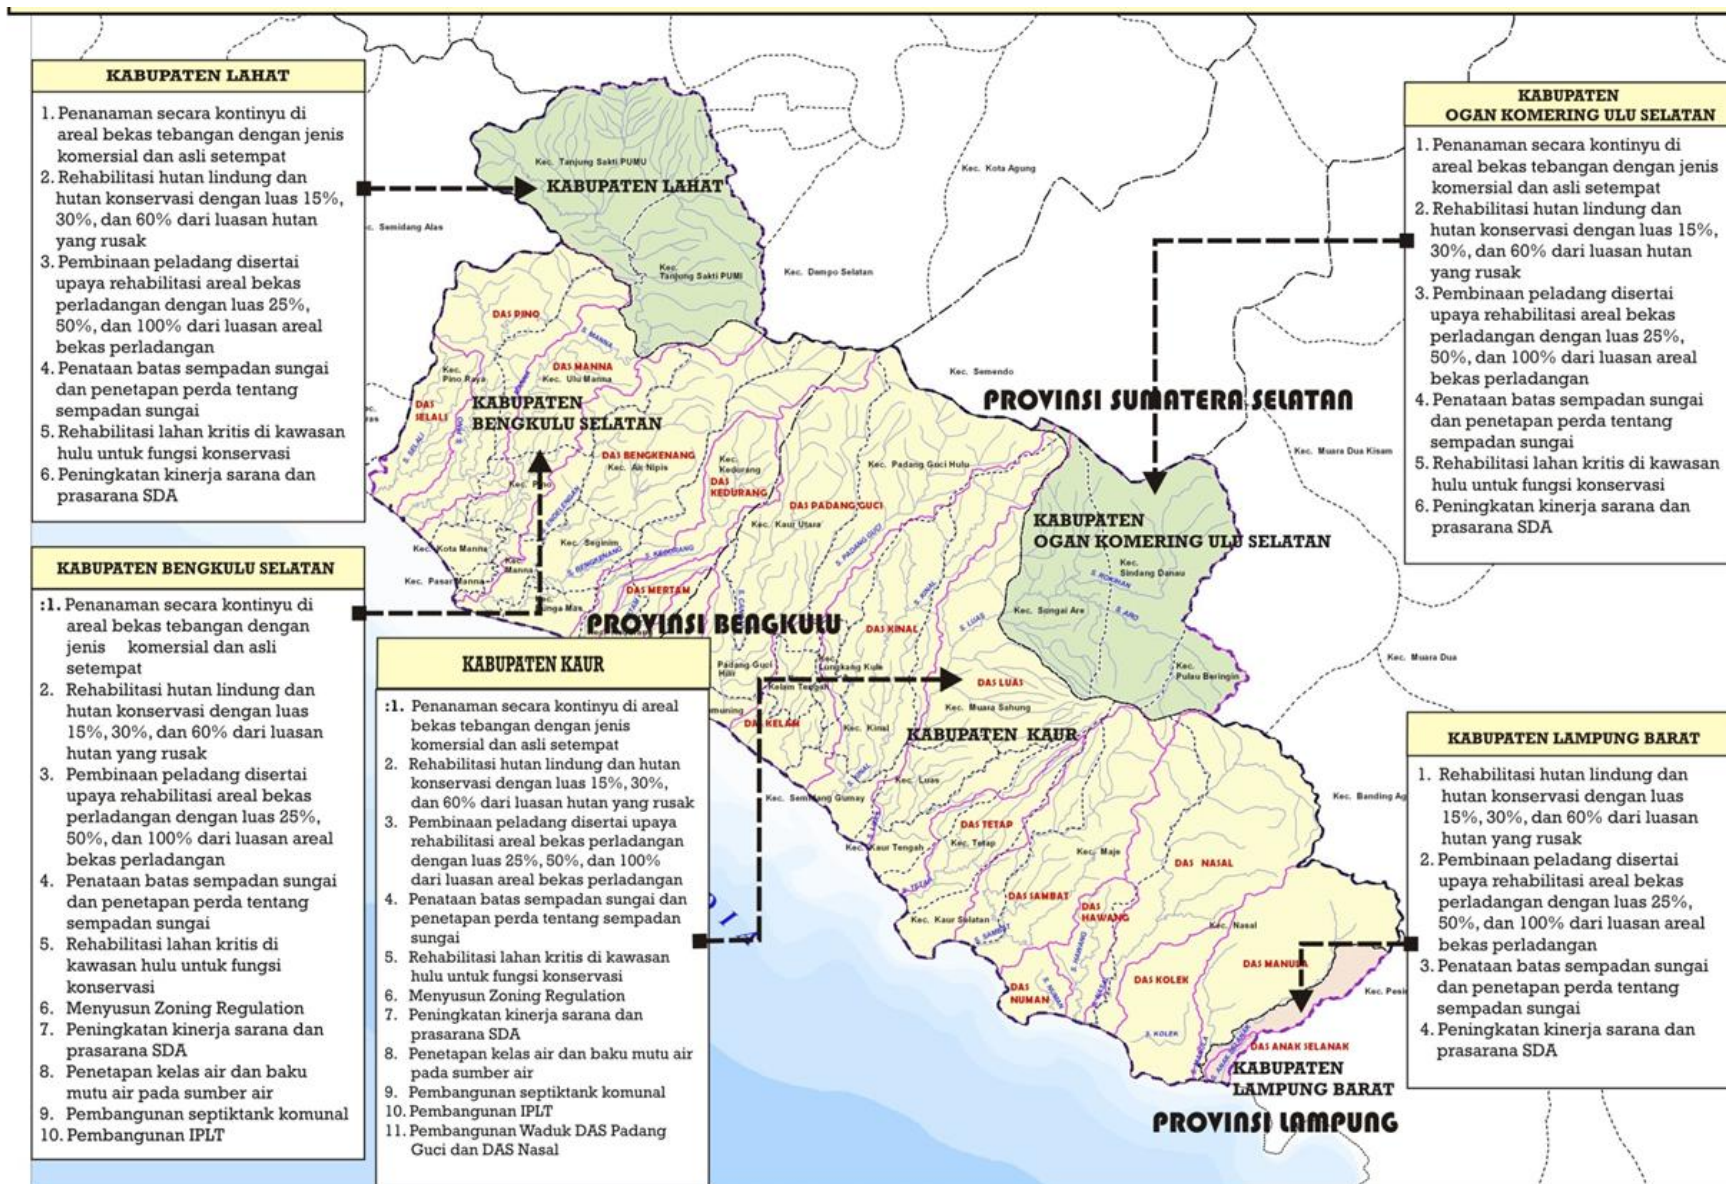 KABUPATEN LAHAT
1. Penanaman secara kontinyu di
areal bekas tebangan dengan jenis
komersial dan asli setempat
2. Rehabilitasi hutan lindung dan
hutan konservasi dengan luas 15%,
30%, dan 60% dari luasan hutan
yang rusak
3. Pembinaan peladang disertai
upaya rehabilitasi areal bekas
perladangan dengan luas 25%,
50%, dan 100% dari luasan areal
bekas perladangan
4. Penataan batas sempadan sungai
dan penetapan perda tentang
sempadan sungai
5. Rehabilitasi lahan kritis di kawasan
hulu untuk fungsi konservasi
6. Peningkatan kinerja sarana dan
prasarana SDA
KABUPATEN BENGKULU SELATAN
:1. Penanaman secara kontinyu di
areal bekas tebangan dengan
jenis komersial dan asli
setempat
2. Rehabilitasi hutan lindung dan
hutan konservasi dengan luas
15%, 30%, dan 60% dari luasan
hutan yang rusak
3. Pembinaan peladang disertai
upaya rehabilitasi areal bekas
perladangan dengan luas 25%,
50%, dan 100% dari luasan areal
bekas perladangan
4. Penataan batas sempadan sungai
dan penetapan perda tentang
sempadan sungai
5. Rehabilitasi lahan kritis di
kawasan hulu untuk fungsi
konservasi
6. Menyusun Zoning Regulation
7. Peningkatan kinerja sarana dan
prasarana SDA
8. Penetapan kelas air dan baku
mutu air pada sumber air
9. Pembangunan septiktank komunal
10. Pembangunan IPLT
KABUPATEN KAUR
:1. Penanaman secara kontinyu di areal
bekas tebangan dengan jenis
komersial dan asli setempat
2. Rehabilitasi hutan lindung dan hutan
konservasi dengan luas 15%, 30%,
dan 60% dari luasan hutan yang rusak
3. Pembinaan peladang disertai upaya
rehabilitasi areal bekas perladangan
dengan luas 25%, 50%, dan 100%
dari luasan areal bekas perladangan
4. Penataan batas sempadan sungai dan
penetapan perda tentang sempadan
sungai
5. Rehabilitasi lahan kritis di kawasan
hulu untuk fungsi konservasi
6. Menyusun Zoning Regulation
7. Peningkatan kinerja sarana dan
prasarana SDA
8. Penetapan kelas air dan baku mutu air
pada sumber air
9. Pembangunan septiktank komunal
10. Pembangunan IPLT
11. Pembangunan Waduk DAS Padang
Guci dan DAS Nasal
KABUPATEN
OGAN KOMERING ULU SELATAN
1. Penanaman secara kontinyu di
areal bekas tebangan dengan jenis
komersial dan asli setempat
2. Rehabilitasi hutan lindung dan
hutan konservasi dengan luas 15%,
30%, dan 60% dari luasan hutan
yang rusak
3. Pembinaan peladang disertai
upaya rehabilitasi areal bekas
perladangan dengan luas 25%,
50%, dan 100% dari luasan areal
bekas perladangan
4. Penataan batas sempadan sungai
dan penetapan perda tentang
sempadan sungai
5. Rehabilitasi lahan kritis di kawasan
hulu untuk fungsi konservasi
6. Peningkatan kinerja sarana dan
prasarana SDA
KABUPATEN LAMPUNG BARAT
1. Rehabilitasi hutan lindung dan
hutan konservasi dengan luas
15%, 30%, dan 60% dari luasan
hutan yang rusak
2. Pembinaan peladang disertai
upaya rehabilitasi areal bekas
perladangan dengan luas 25%,
50%, dan 100% dari luasan areal
bekas perladangan
3. Penataan batas sempadan sungai
dan penetapan perda tentang
sempadan sungai
4. Peningkatan kinerja sarana dan
prasarana SDA
Kec. Tanjung Sakti PUMU
KABUPATEN LAHAT
Kec. Kota Agung
c. Semidang Alas
Kec.
Tanjung Sakti PUMI
Kec. Dempo Selatan
DAS PINO
S. MANNA
DAS MANNA
Kec. Ulu Manna
Kec.
Pino Raya
Kec. Semendo
DAS
SELALI
S. SELALI
S. PINO
KABUPATEN
BENGKULU SELATAN
PROVINSI SUMATERA SELATAN
DAS BENGKENANG
Kec. Air Nipis
Kec.
Kedurang
DAS
KEDURANG
Kec. Padang Guci Hulu
Kec. Muara Dua Kisam
Kec. Pino
DAS PADANG GUCI
Kec. Kaur Utara
S. PADANG GUCI
KABUPATEN
OGAN KOMERING ULU SELATAN
Kec. Kota Manna
Kec. Seginim
S. BENGKENANG
S. KEDURANG
Kec. Pasar Manna
Kec.
Manna
Kec.
Sindang Danau
S. ROKHAN
DAS MERTAM
S. KINAL
Kec. Sungai Are
S. ARO
PROVINSI BENGKULU
DAS KINAL
S. LUAS
Padang Guci
Hilir
Kec.
Lungkang Kule
Kelam Tengah
DAS LUAS
Kec.
Pulau Beringin
Kec. Muara Dua
Kec. Muara Sahung
DAS KELAM
Kec. Kinal
KABUPATEN KAUR
S. KINAL
Kec. Luas
Kec. Semidang Gumay
S. LUAS
Kec. Banding Ag
DAS TETAP
Kec. Tetap
Kec. Kaur Tengah
Kec. Maje
DAS NASAL
S. TETAP
DAS SAMBAT
DAS
HAWANG
Kec. Kaur Selatan
S. SAMBAT
Kec. Nasal
S. HAWANG
DAS MANULA
DAS
NUMAN
S. NUMAN
S. NASAL
DAS KOLEK
Kec. Pesi
S. KOLEK
S. MANULA
DAS ANAK SELANAK
KABUPATEN
LAMPUNG BARAT
PROVINSI LAMPUNG